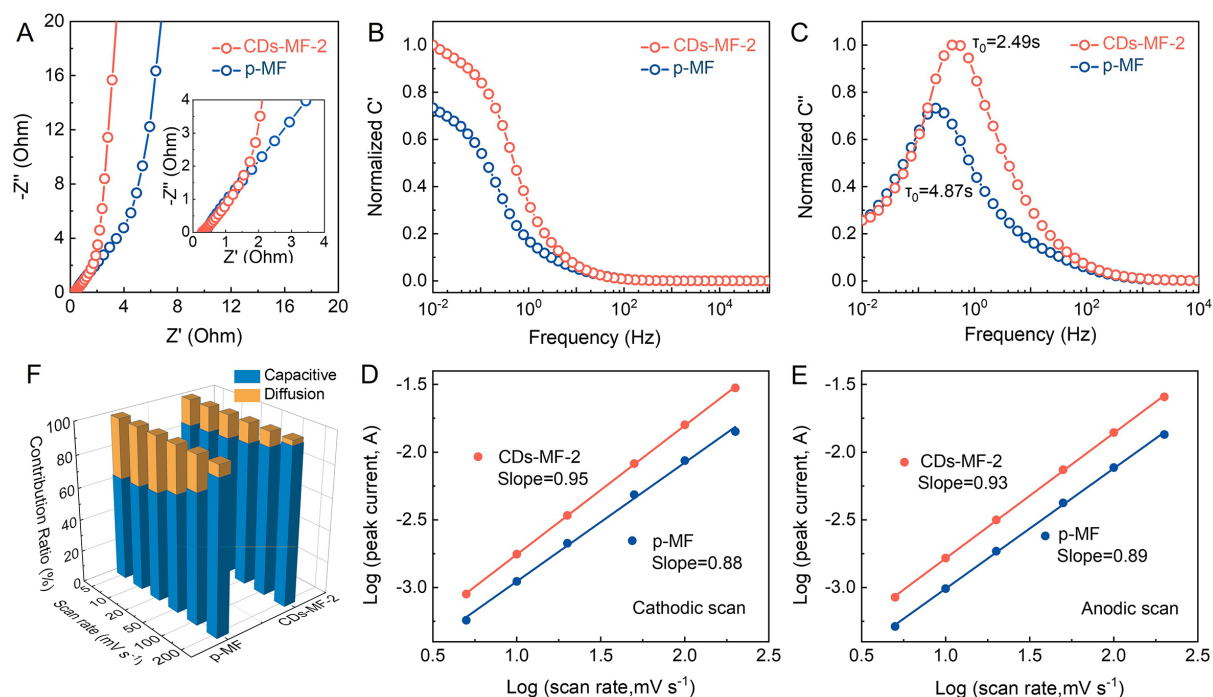 A
20
16
12
8
4
0
-Z" (Ohm)
4 8 12 16 20
Z' (Ohm)
CDs-MF-2
p-MF
4
3
2
1
0
-Z" (Ohm)
0 1 2 3 4
Z' (Ohm)
B
1.0
0.8
0.6
0.4
0.2
0.0
Normalized C'
10⁻² 10⁰ 10² 10⁴
Frequency (Hz)
CDs-MF-2
p-MF
C
1.0
0.8
0.6
0.4
0.2
0.0
Normalized C"
10⁻² 10⁰ 10² 10⁴
Frequency (Hz)
τ₀=2.49s
τ₀=4.87s
CDs-MF-2
p-MF
F
Capacitive
Diffusion
100
80
60
40
20
0
Contribution Ratio (%)
5
10
20
50
100
200
Scan rate (mV s⁻¹)
p-MF
CDs-MF-2
D
-1.5
-2.0
-2.5
-3.0
Log (peak current, A)
0.5 1.0 1.5 2.0 2.5
Log (scan rate,mV s⁻¹)
CDs-MF-2
Slope=0.95
p-MF
Slope=0.88
Cathodic scan
E
-1.5
-2.0
-2.5
-3.0
Log (peak current, A)
0.5 1.0 1.5 2.0 2.5
Log (scan rate,mV s⁻¹)
CDs-MF-2
Slope=0.93
p-MF
Slope=0.89
Anodic scan